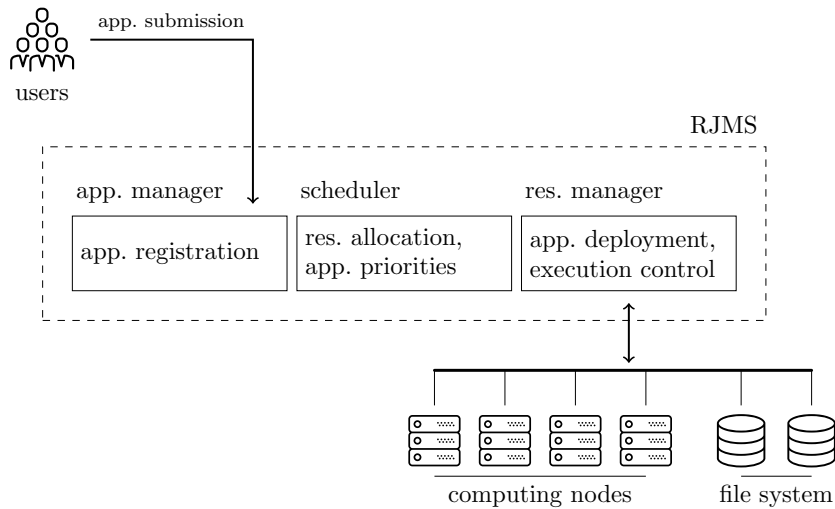 app. submission
users
RJMS
app. manager
scheduler
res. manager
app. registration
res. allocation,
app. priorities
app. deployment,
execution control
computing nodes
file system